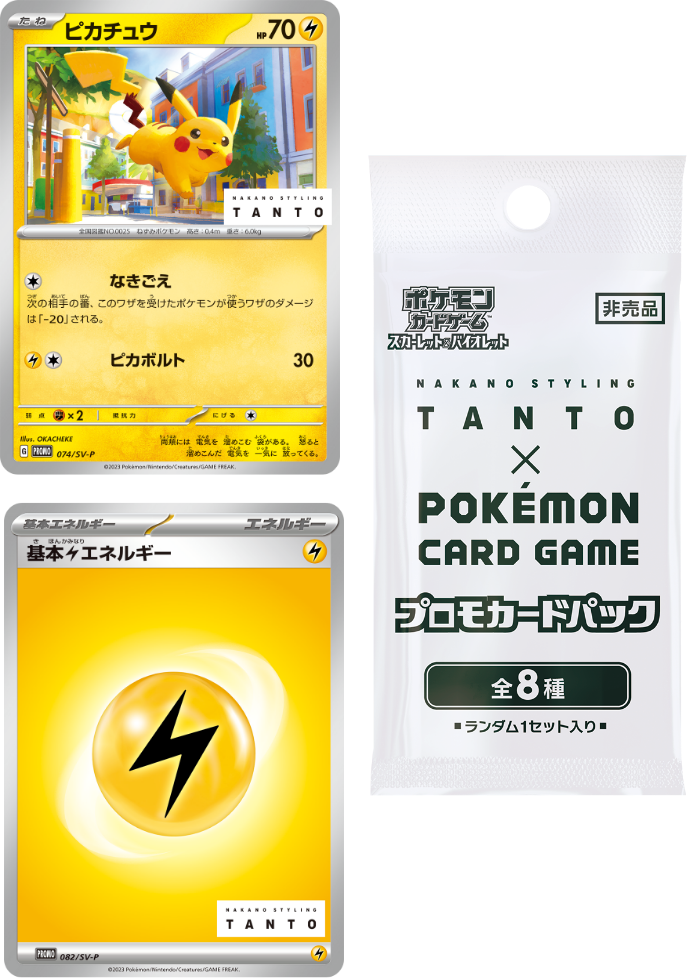 たね
ピカチュウ
HP 70
NAKANO STYLING
TANTO
全国図鑑NO.0025 ねずみポケモン 高さ:0.4m 重さ:6.0kg
なきごえ
次の相手の番、このワザを受けたポケモンが使うワザのダメージ
は「-20」される。
ピカボルト 30
弱点 ×2 抵抗力 にげる
Illus. OKACHEKE
G PROMO 074/SV-P
両頰には 電気を 溜めこむ 袋がある。 怒ると
溜めこんだ 電気を 一気に 放ってくる。
©2023 Pokémon/Nintendo/Creatures/GAME FREAK.
基本エネルギー エネルギー
基本エネルギー
NAKANO STYLING
TANTO
PROMO 082/SV-P
©2023 Pokémon/Nintendo/Creatures/GAME FREAK.
ポケモン
カードゲーム
スカーレット&バイオレット
非売品
NAKANO STYLING
TANTO
×
POKÉMON
CARD GAME
プロモカードパック
全8種
■ランダム1セット入り■